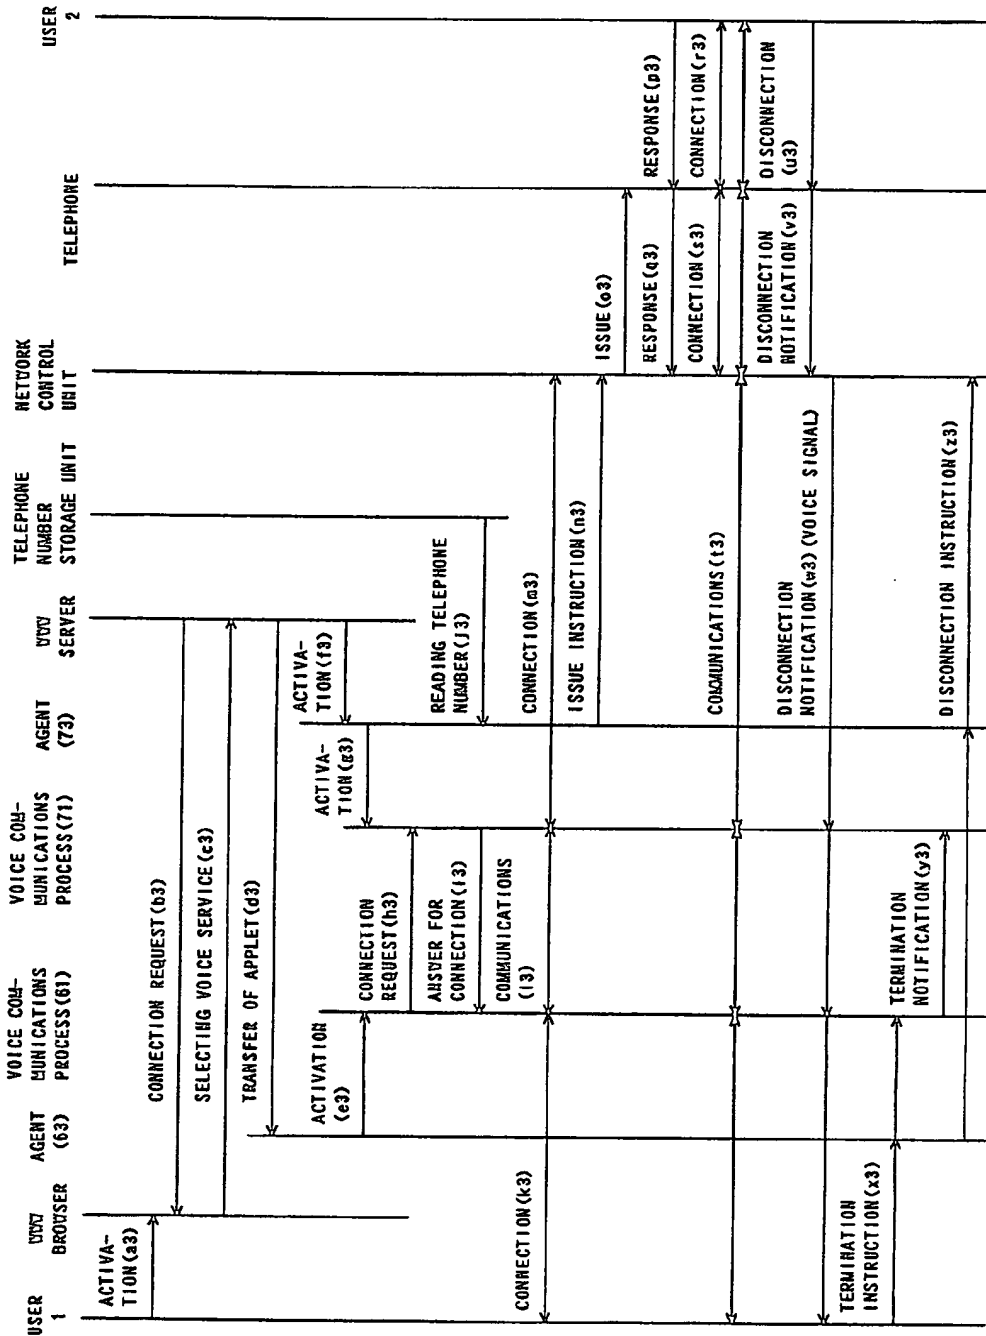 USER
1
WWW
BROWSER
AGENT
(63)
VOICE COM-
MUNICATIONS
PROCESS(61)
VOICE COM-
MUNICATIONS
PROCESS(71)
AGENT
(73)
WWW
SERVER
TELEPHONE
NUMBER
STORAGE UNIT
NETWORK
CONTROL
UNIT
TELEPHONE
USER
2
ACTIVA-
TION(a3)
CONNECTION REQUEST(b3)
SELECTING VOICE SERVICE(c3)
TRANSFER OF APPLET(d3)
ACTIVATION
(e3)
ACTIVA-
TION(f3)
ACTIVA-
TION(g3)
CONNECTION
REQUEST(h3)
ANSWER FOR
CONNECTION(i3)
READING TELEPHONE
NUMBER(j3)
COMMUNICATIONS
(l3)
CONNECTION(k3)
CONNECTION(m3)
ISSUE INSTRUCTION(n3)
ISSUE(o3)
RESPONSE(p3)
RESPONSE(q3)
CONNECTION(r3)
CONNECTION(s3)
COMMUNICATIONS(t3)
DISCONNECTION
(u3)
DISCONNECTION
NOTIFICATION(v3)
DISCONNECTION
NOTIFICATION(w3)(VOICE SIGNAL)
TERMINATION
INSTRUCTION(x3)
TERMINATION
NOTIFICATION(y3)
DISCONNECTION INSTRUCTION(z3)